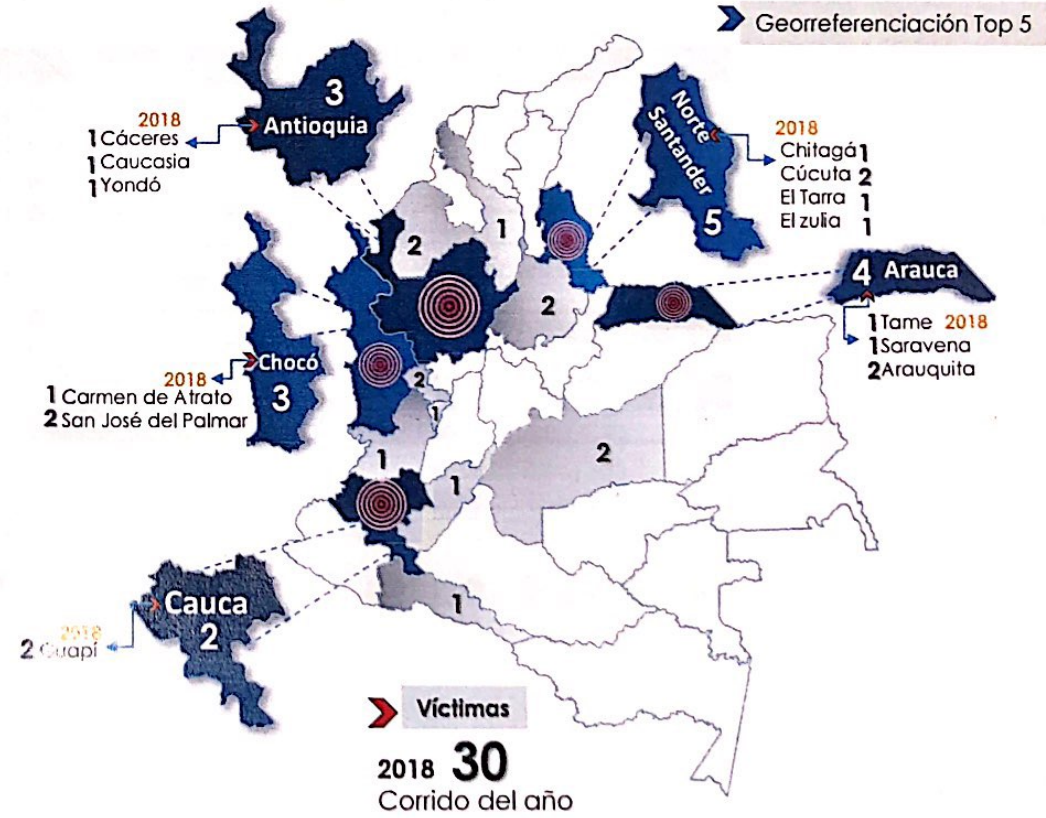 Georreferenciación Top 5
3
Antioquia
2018
1 Cáceres
1 Caucasia
1 Yondó
Norte
Santander
5
2018
Chitagá 1
Cúcuta 2
El Tarra 1
El zulia 1
4 Arauca
1 Tame 2018
1 Saravena
2 Arauquita
Chocó
3
2018
1 Carmen de Atrato
2 San José del Palmar
2
1
2
2
1
1
1
2
1
Cauca
2
2018
2 Guapí
Víctimas
2018 30
Corrido del año